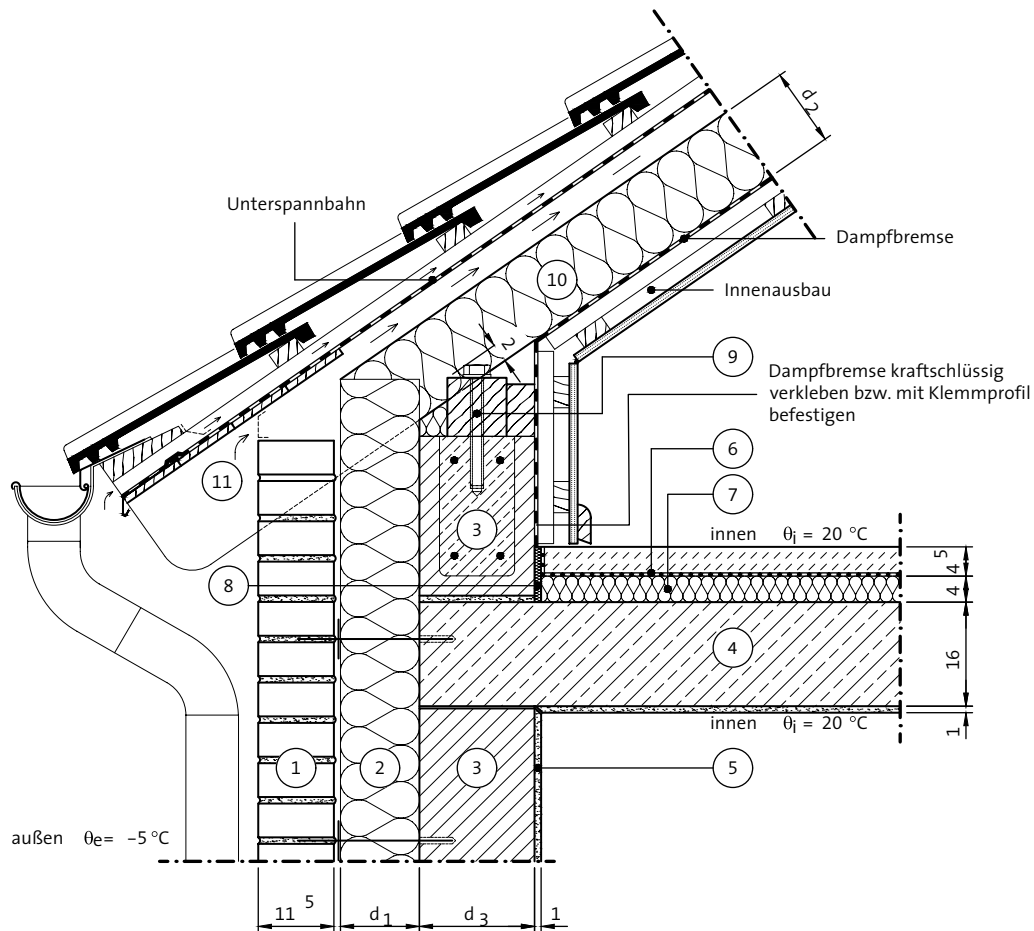 d2
Unterspannbahn
Dampfbremse
10
Innenausbau
2
9
Dampfbremse kraftschlüssig
verkleben bzw. mit Klemmprofil
befestigen
6
11
7
3
innen θi = 20 °C
5
4
8
4
4
16
innen θi = 20 °C
1
1
2
3
5
außen θe= -5 °C
11 5
d1
d3
1